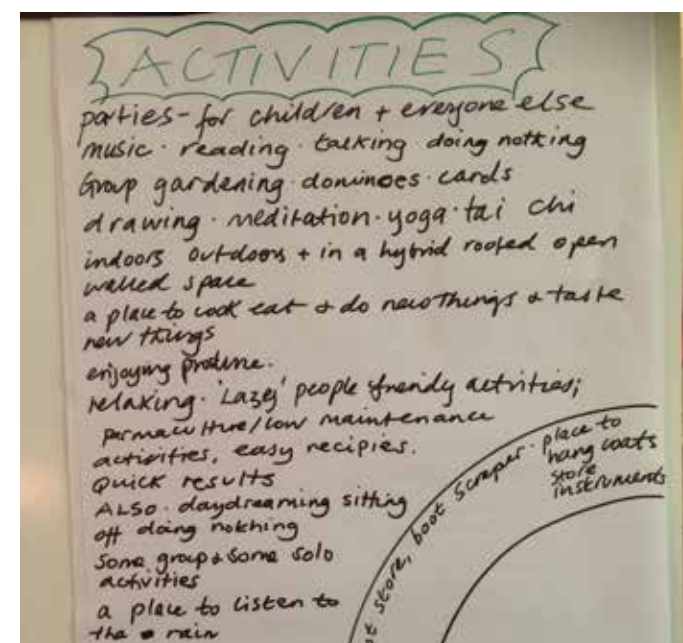 ACTIVITIES
parties - for children + everyone else
music · reading · talking doing nothing
Group gardening · dominoes · cards
drawing · meditation · yoga · tai chi
indoors outdoors + in a hybrid roofed open
walled space
a place to cook eat + do new things + taste
new things
enjoying produce.
relaxing · 'Lazey' people friendly activities;
permaculture/low maintenance
activities, easy recipies.
Quick results
ALSO · daydreaming sitting
off doing nothing
Some group + some solo
activities
a place to listen to
the rain
store, boot scraper · place to
hang coats
store
instruments